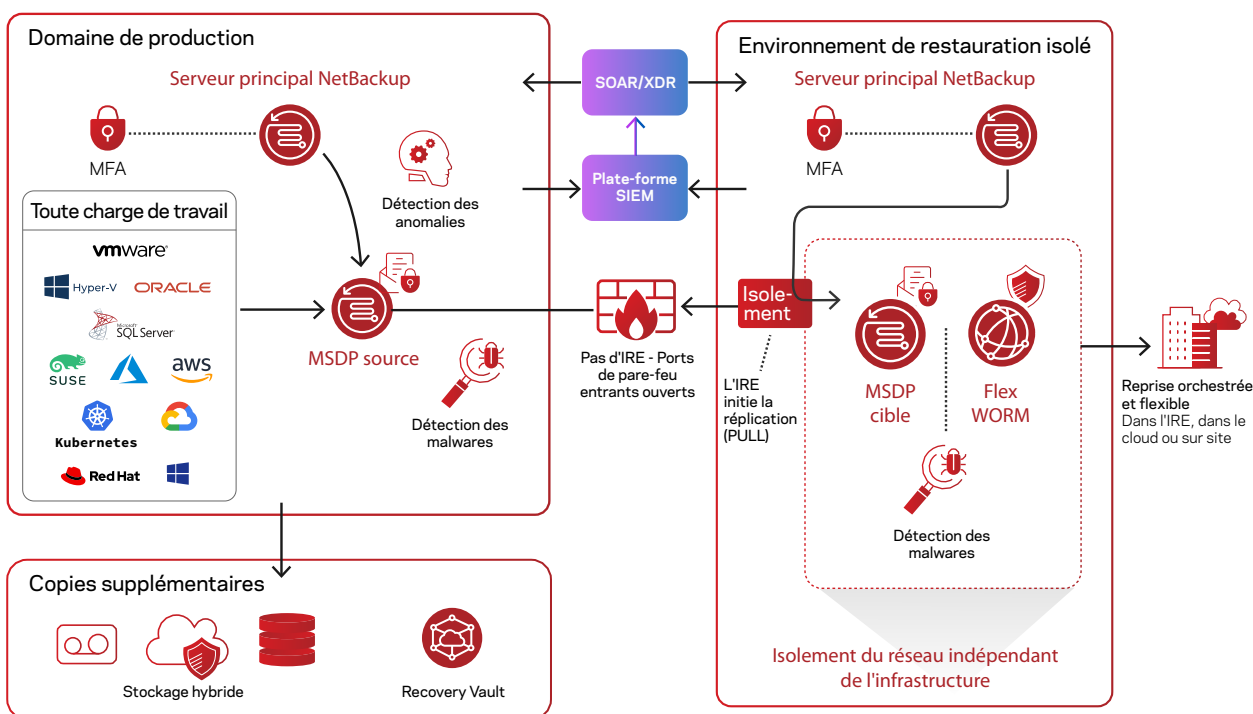 Domaine de production
Serveur principal NetBackup
MFA
Détection des
anomalies
Toute charge de travail
vmware®
Hyper-V
ORACLE
Microsoft
SQL Server
SUSE
aws
Kubernetes
Red Hat
MSDP source
Détection des
malwares
SOAR/XDR
Plate-forme
SIEM
Pas d'IRE - Ports
de pare-feu
entrants ouverts
Environnement de restauration isolé
Serveur principal NetBackup
MFA
Isole-
ment
L'IRE
initie la
réplication
(PULL)
MSDP
cible
Flex
WORM
Détection des
malwares
Isolement du réseau indépendant
de l'infrastructure
Reprise orchestrée
et flexible
Dans l'IRE, dans le
cloud ou sur site
Copies supplémentaires
Stockage hybride
Recovery Vault